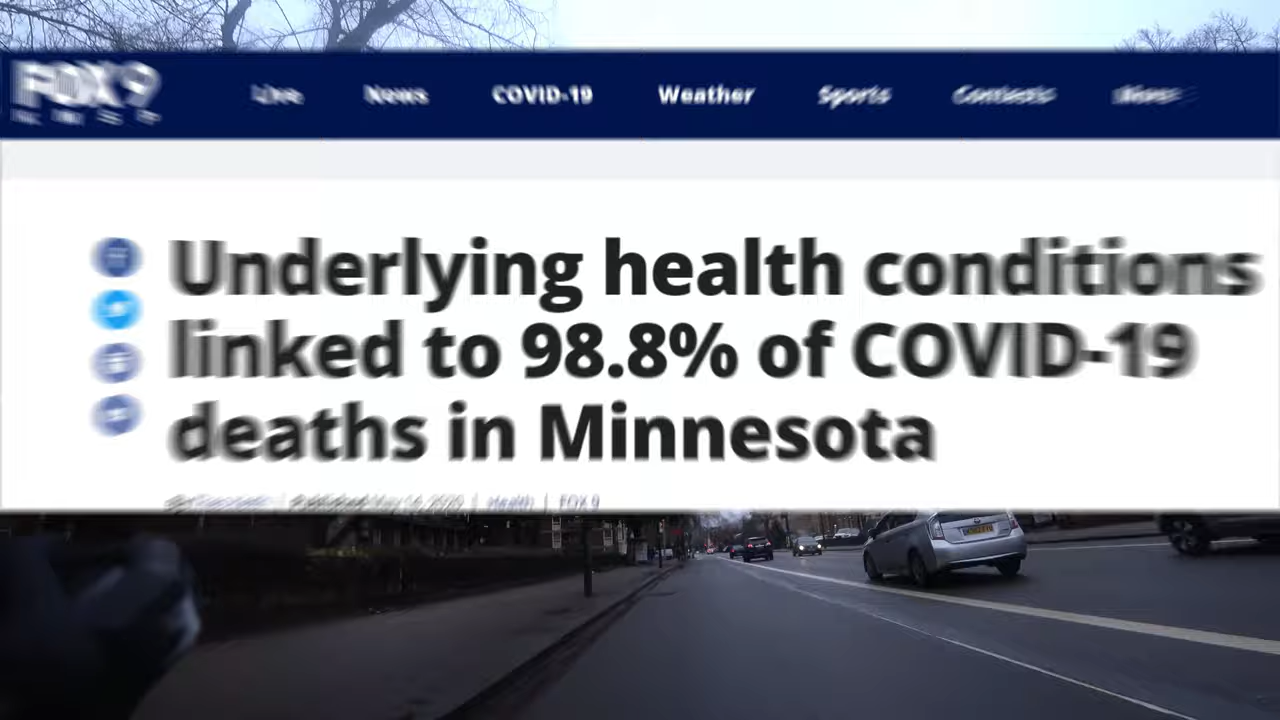 FOX 9
Live News COVID-19 Weather Sports Contests More
Underlying health conditions
linked to 98.8% of COVID-19
deaths in Minnesota
Health | FOX 9